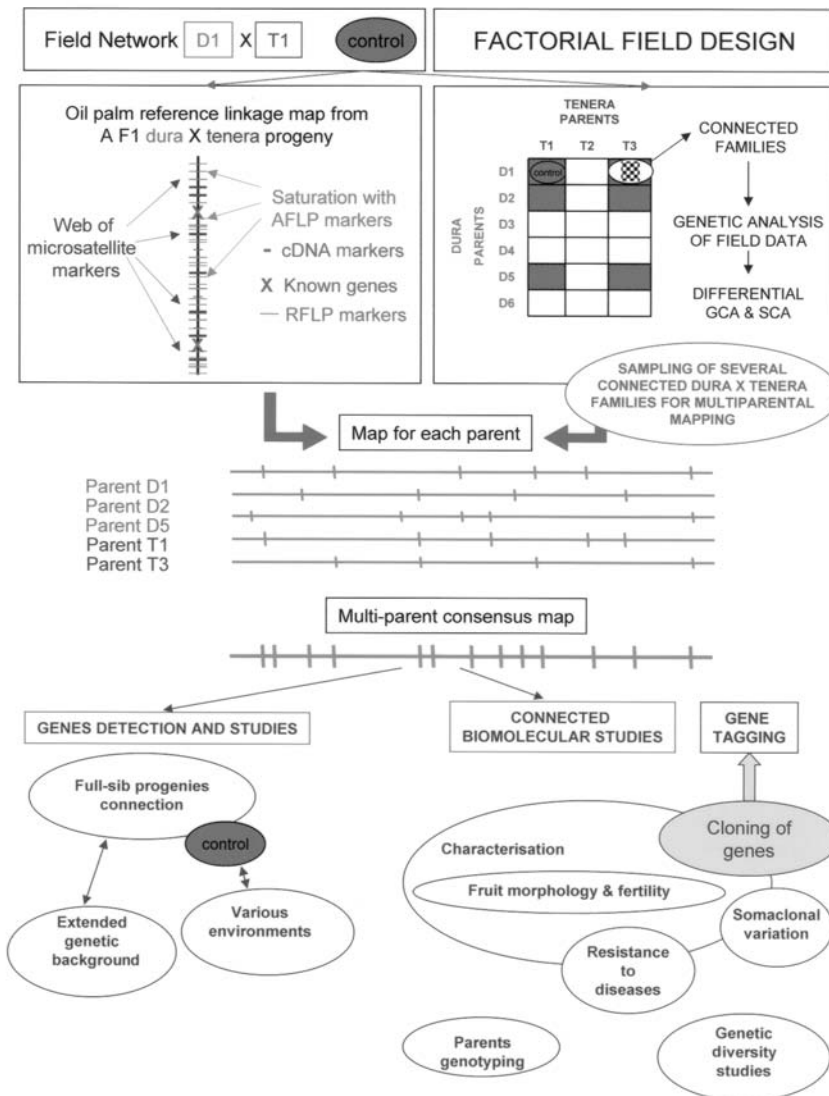 Field Network D1 X T1 control
FACTORIAL FIELD DESIGN
Oil palm reference linkage map from
A F1 dura X tenera progeny
Web of
microsatellite
markers
Saturation with
AFLP markers
- cDNA markers
X Known genes
— RFLP markers
X
X
TENERA
PARENTS
T1 T2 T3
DURA
PARENTS
D1
control
D2
D3
D4
D5
D6
CONNECTED
FAMILIES
GENETIC ANALYSIS
OF FIELD DATA
DIFFERENTIAL
GCA & SCA
SAMPLING OF SEVERAL
CONNECTED DURA X TENERA
FAMILIES FOR MULTIPARENTAL
MAPPING
Map for each parent
Parent D1
Parent D2
Parent D5
Parent T1
Parent T3
Multi-parent consensus map
GENES DETECTION AND STUDIES
Full-sib progenies
connection
control
Extended
genetic
background
Various
environments
CONNECTED
BIOMOLECULAR STUDIES
GENE
TAGGING
Cloning of
genes
Characterisation
Fruit morphology & fertility
Somaclonal
variation
Resistance
to
diseases
Parents
genotyping
Genetic
diversity
studies